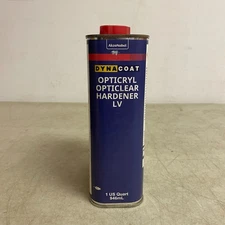 AkzoNobel
DYNACOAT
OPTICRYL
OPTICLEAR
HARDENER
LV
1 US Quart
946mL